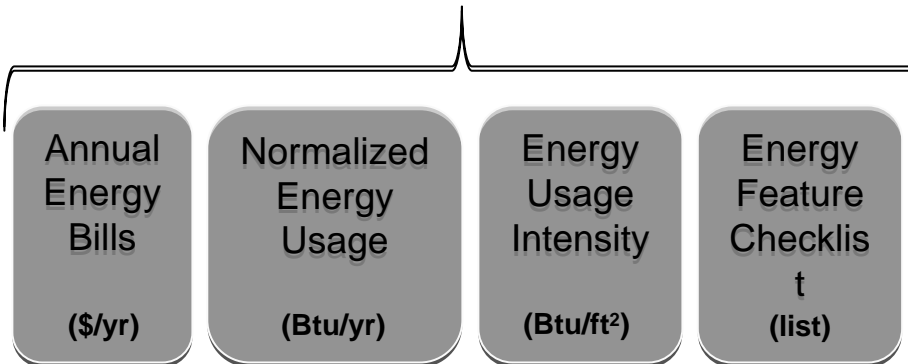 Annual
Energy
Bills
($/yr)
Normalized
Energy
Usage
(Btu/yr)
Energy
Usage
Intensity
(Btu/ft²)
Energy
Feature
Checklis
t
(list)